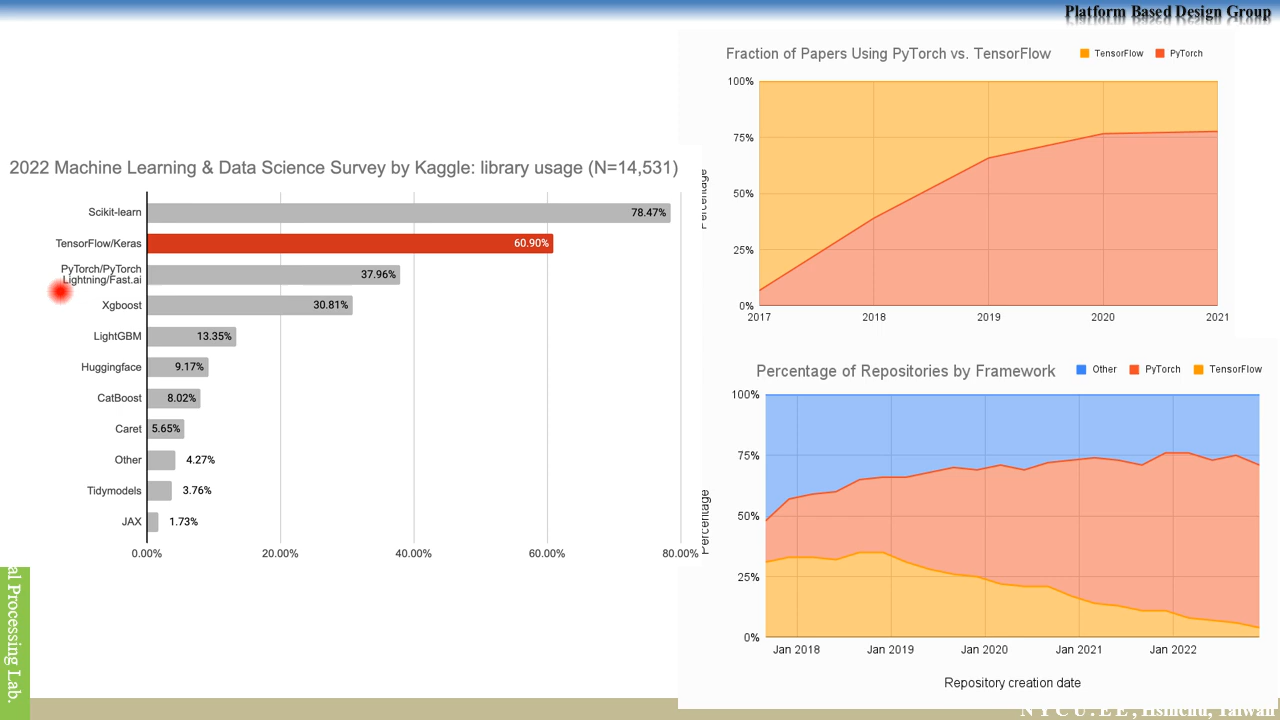 Platform Based Design Group
2022 Machine Learning & Data Science Survey by Kaggle: library usage (N=14,531)
Scikit-learn 78.47%
TensorFlow/Keras 60.90%
PyTorch/PyTorch
Lightning/Fast.ai 37.96%
Xgboost 30.81%
LightGBM 13.35%
Huggingface 9.17%
CatBoost 8.02%
Caret 5.65%
Other 4.27%
Tidymodels 3.76%
JAX 1.73%
0.00% 20.00% 40.00% 60.00% 80.00%
Fraction of Papers Using PyTorch vs. TensorFlow TensorFlow PyTorch
Percentage
100%
75%
50%
25%
0%
2017 2018 2019 2020 2021
Percentage of Repositories by Framework Other PyTorch TensorFlow
Percentage
100%
75%
50%
25%
0%
Jan 2018 Jan 2019 Jan 2020 Jan 2021 Jan 2022
Repository creation date
al Processing Lab.
NYCU.EE, Hsinchu, Taiwan